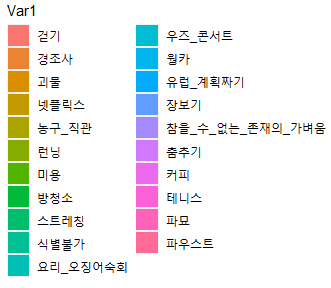 Var1
걷기
경조사
괴물
넷플릭스
농구_직관
런닝
미용
방청소
스트레칭
식별불가
요리_오징어숙회
우즈_콘서트
월카
유럽_계획짜기
장보기
참을_수_없는_존재의_가벼움
춤추기
커피
테니스
파묘
파우스트